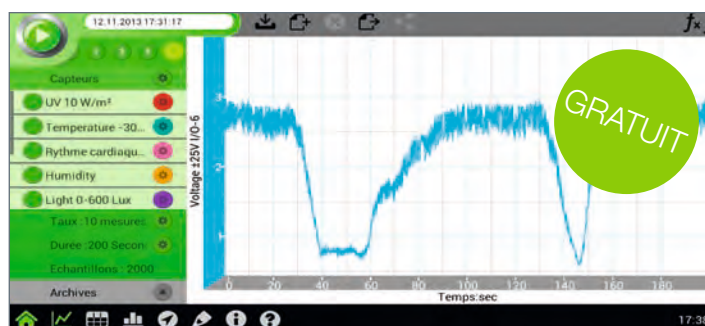 12.11.2013 17:31:17
fx
Capteurs
UV 10 W/m²
Temperature -30...
Rythme cardiaqu...
Humidity
Light 0-600 Lux
Taux :10 mesures
Durée :200 Secon
Echantillons : 2000
Archives
Voltage ±25V I/O-6
3
2
1
0 20 40 60 80 100 120 140 160 180
Temps:sec
GRATUIT
17:38